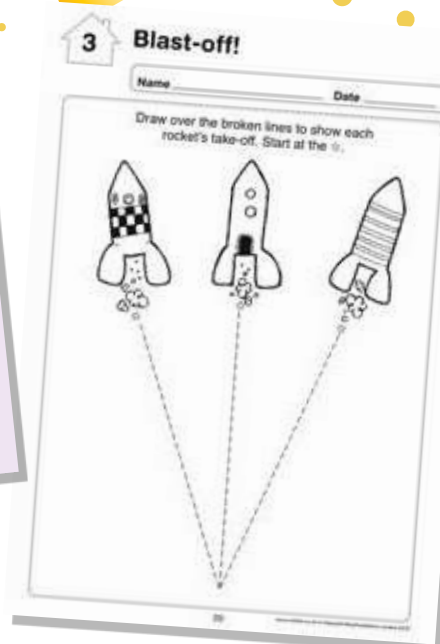 3 Blast-off!
Name Date
Draw over the broken lines to show each
rocket's take-off. Start at the ☆.